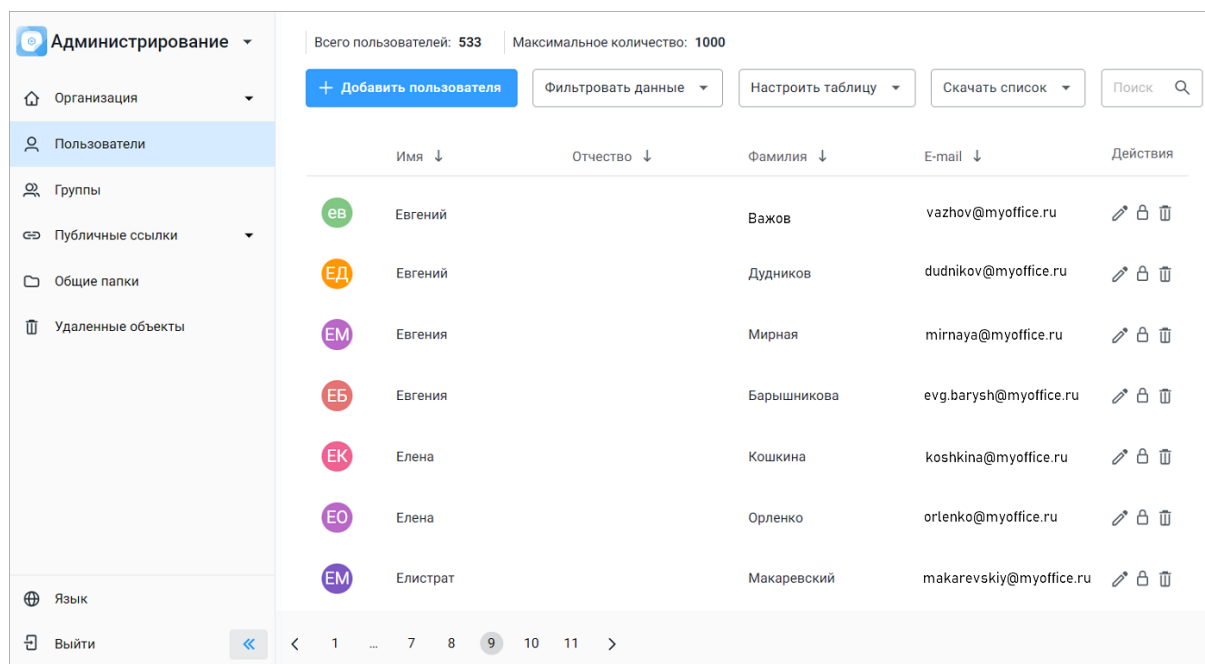 Администрирование
Организация
Пользователи
Группы
Публичные ссылки
Общие папки
Удаленные объекты
Язык
Выйти
Всего пользователей: 533 Максимальное количество: 1000
+ Добавить пользователя Фильтровать данные Настроить таблицу Скачать список Поиск
Имя ↓ Отчество ↓ Фамилия ↓ E-mail ↓ Действия
ев Евгений Важов vazhov@myoffice.ru
ЕД Евгений Дудников dudnikov@myoffice.ru
ЕМ Евгения Мирная mirnaya@myoffice.ru
ЕБ Евгения Барышникова evg.barysh@myoffice.ru
ЕК Елена Кошкина koshkina@myoffice.ru
ЕО Елена Орленко orlenko@myoffice.ru
ЕМ Елистрат Макаревский makarevskiy@myoffice.ru
1 ... 7 8 9 10 11